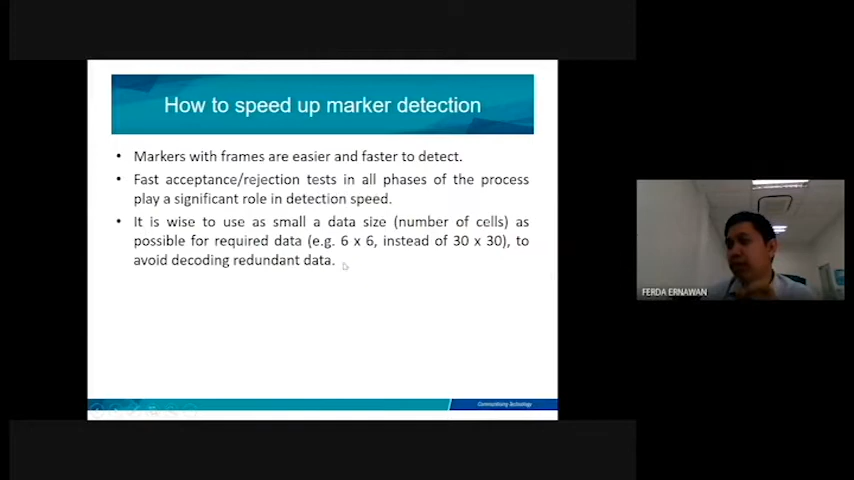 How to speed up marker detection
• Markers with frames are easier and faster to detect.
• Fast acceptance/rejection tests in all phases of the process
play a significant role in detection speed.
• It is wise to use as small a data size (number of cells) as
possible for required data (e.g. 6 x 6, instead of 30 x 30), to
avoid decoding redundant data.
FERDA ERNAWAN
Communitising Technology